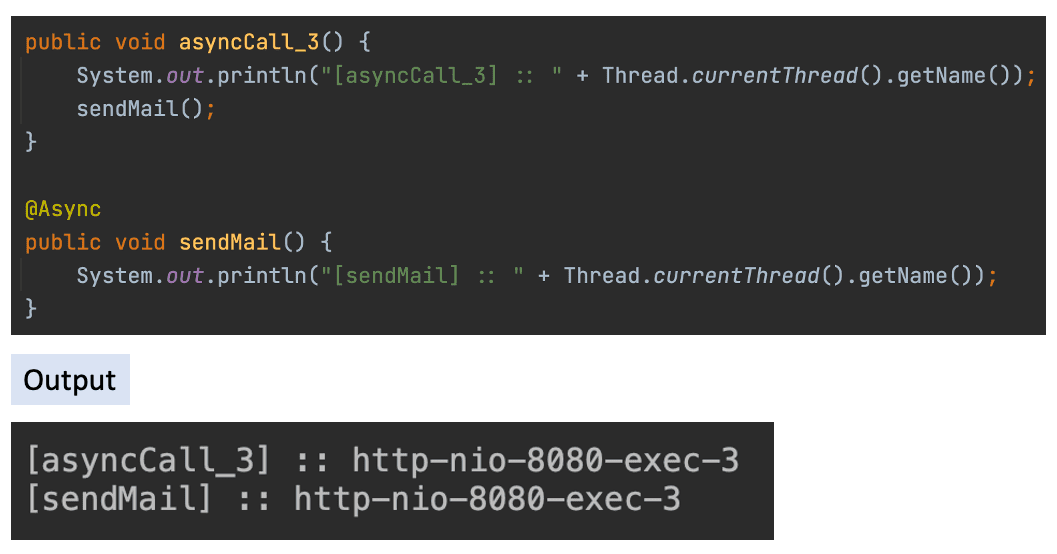 public void asyncCall_3() {
    System.out.println("[asyncCall_3] :: " + Thread.currentThread().getName());
    sendMail();
}
@Async
public void sendMail() {
    System.out.println("[sendMail] :: " + Thread.currentThread().getName());
}
Output
[asyncCall_3] :: http-nio-8080-exec-3
[sendMail] :: http-nio-8080-exec-3